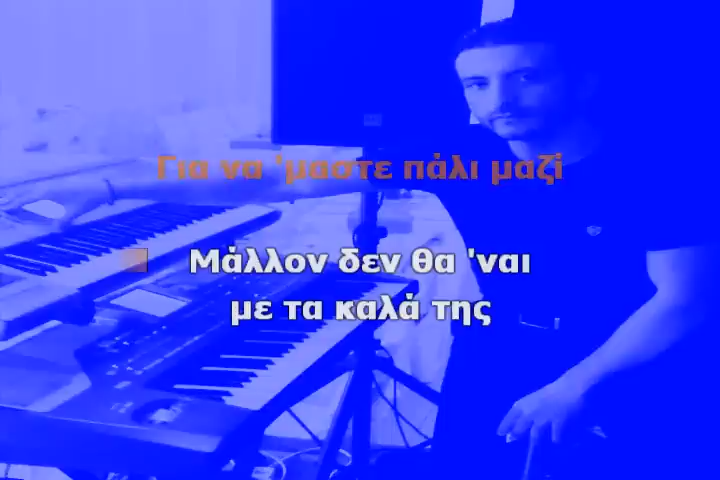 Για να 'μαστε πάλι μαζί
Μάλλον δεν θα 'ναι
με τα καλά της